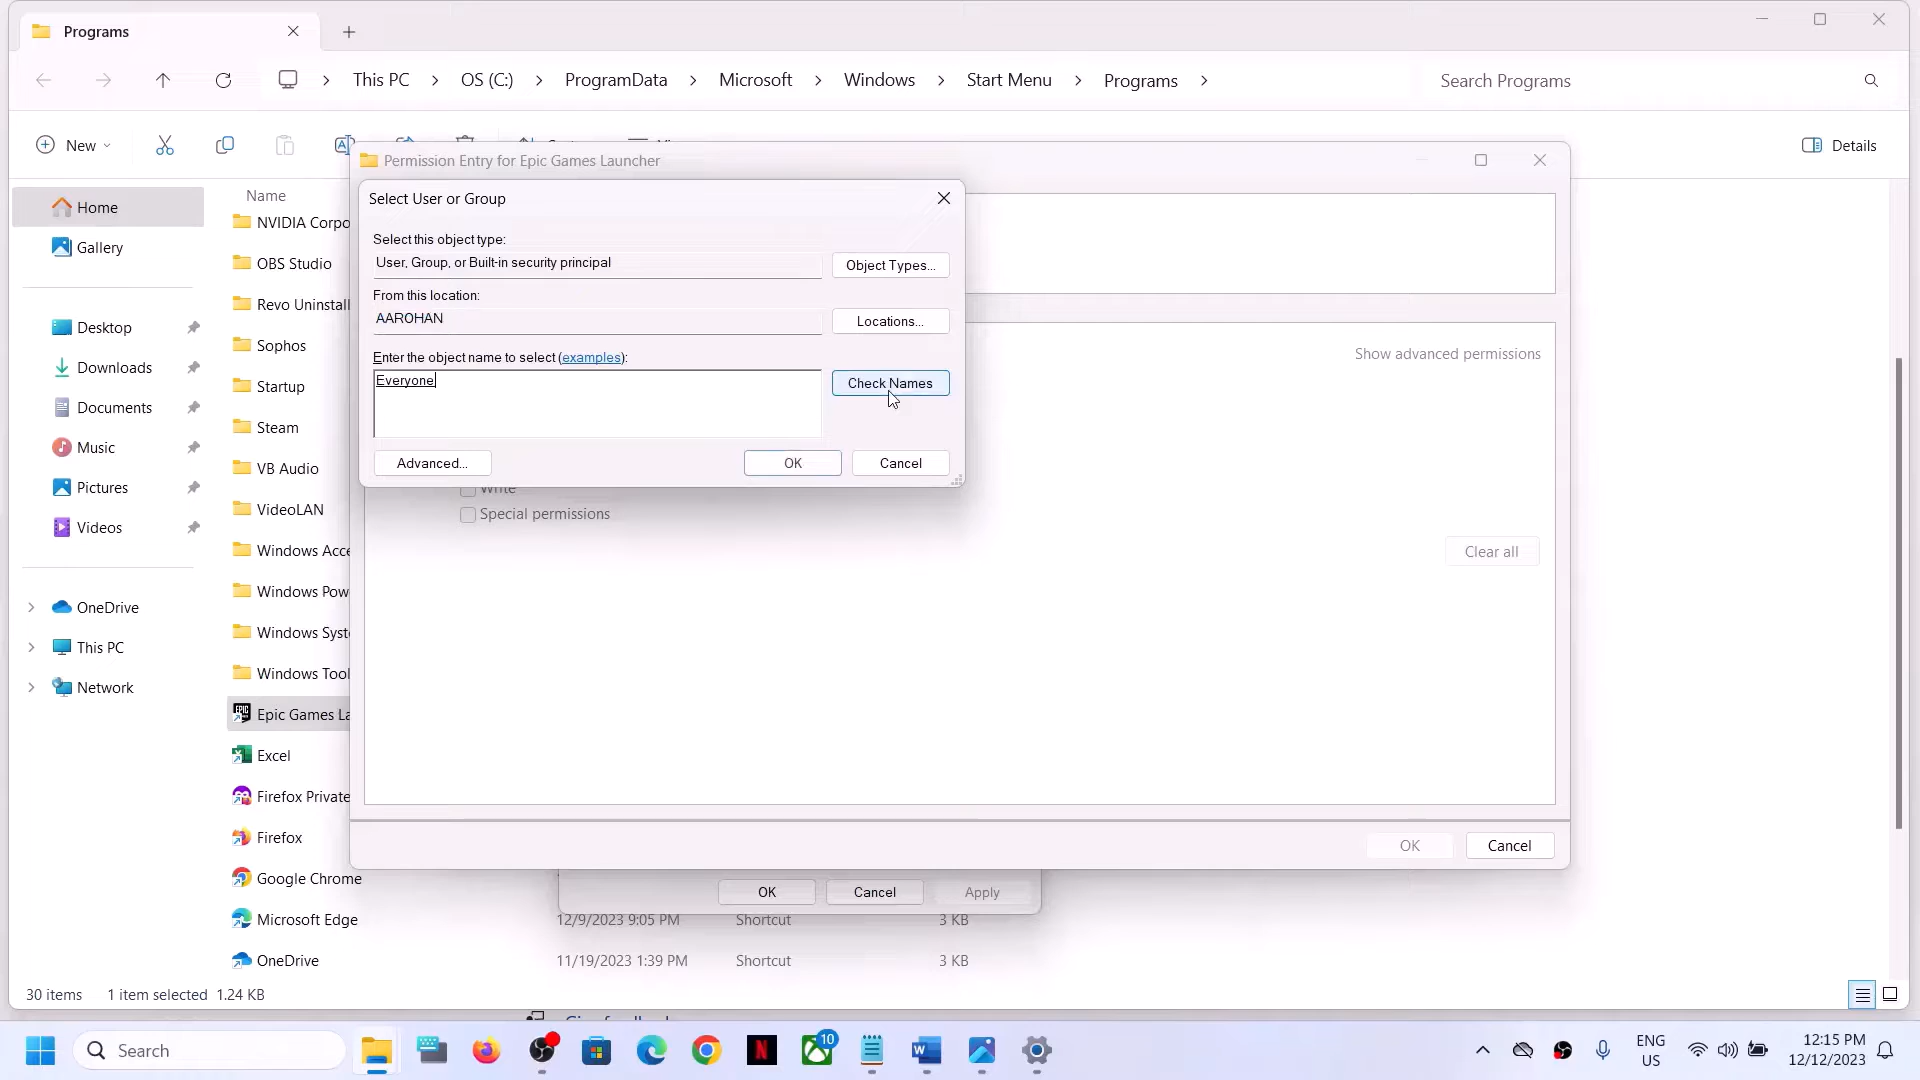 Programs
This PC
OS (C:)
ProgramData
Microsoft
Windows
Start Menu
Programs
Search Programs
New
Details
Permission Entry for Epic Games Launcher
Select User or Group
Select this object type:
User, Group, or Built-in security principal
Object Types...
From this location:
AAROHAN
Locations...
Enter the object name to select (examples):
Everyone
Check Names
Advanced...
OK
Cancel
Show advanced permissions
Write
Special permissions
Clear all
OK
Cancel
OK
Cancel
Apply
Home
Gallery
Desktop
Downloads
Documents
Music
Pictures
Videos
OneDrive
This PC
Network
Name
NVIDIA Corpo
OBS Studio
Revo Uninstall
Sophos
Startup
Steam
VB Audio
VideoLAN
Windows Acce
Windows Pow
Windows Syst
Windows Tool
Epic Games La
Excel
Firefox Private
Firefox
Google Chrome
Microsoft Edge
12/9/2023 9:05 PM
Shortcut
3 KB
OneDrive
11/19/2023 1:39 PM
Shortcut
3 KB
30 items
1 item selected
1.24 KB
Search
10
ENG
US
12:15 PM
12/12/2023